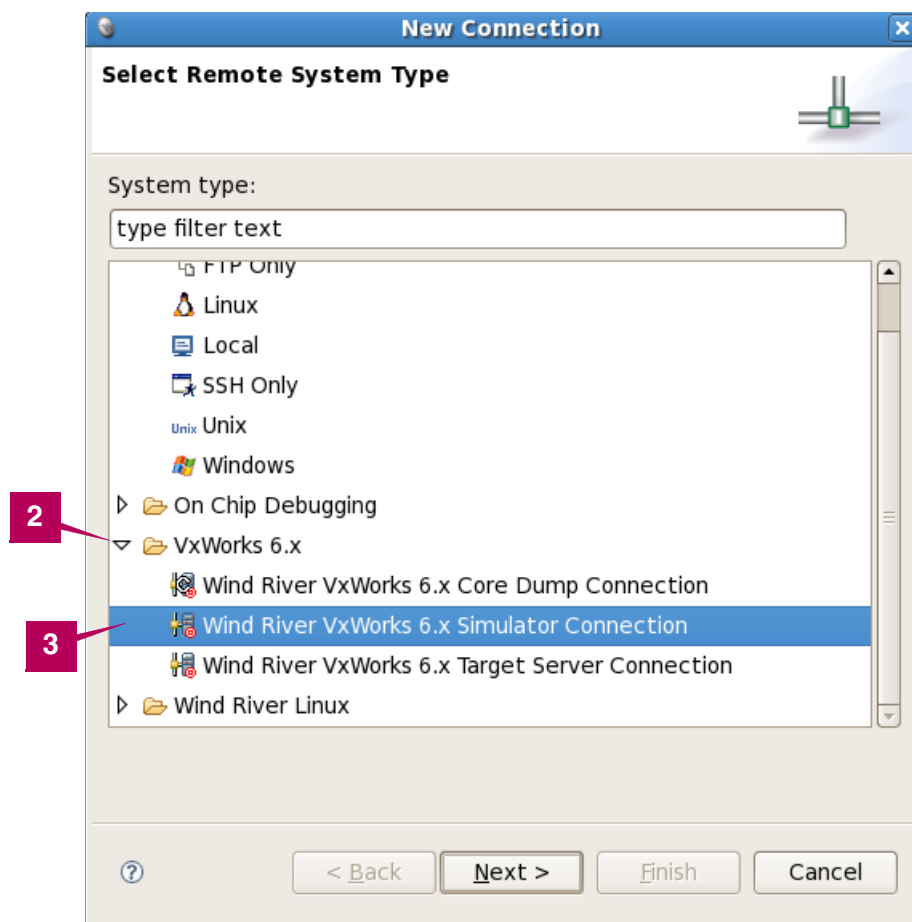 New Connection
Select Remote System Type
System type:
type filter text
FTP Only
Linux
Local
SSH Only
Unix Unix
Windows
On Chip Debugging
2
VxWorks 6.x
Wind River VxWorks 6.x Core Dump Connection
3
Wind River VxWorks 6.x Simulator Connection
Wind River VxWorks 6.x Target Server Connection
Wind River Linux
? < Back Next > Finish Cancel